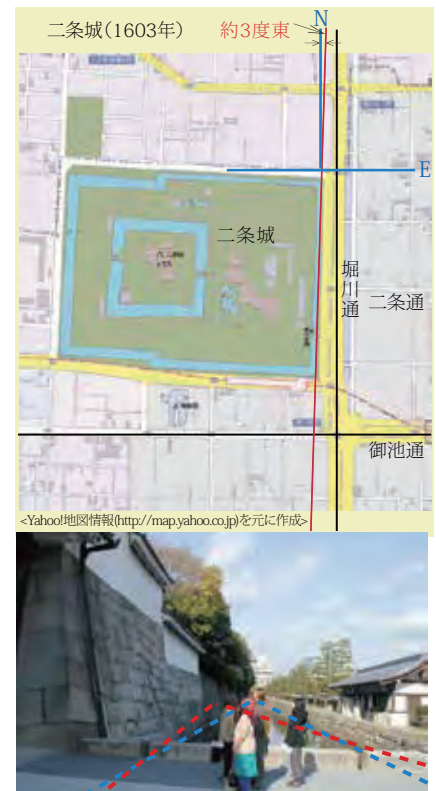 二条城（1603年）
約3度東
N
E
二条城
堀川通
二条通
御池通
<Yahoo!地図情報(http://map.yahoo.co.jp)を元に作成>